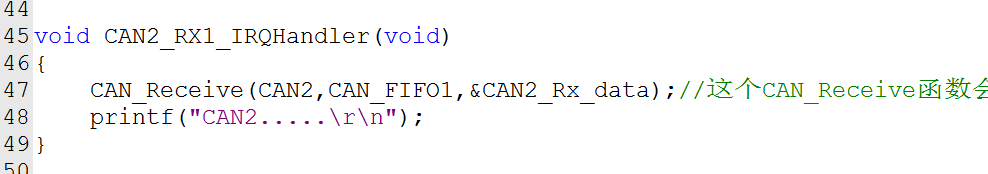 44
45 void CAN2_RX1_IRQHandler(void)
46 {
47 CAN_Receive(CAN2,CAN_FIFO1,&CAN2_Rx_data);//这个CAN_Receive函数会
48 printf("CAN2.....\r\n");
49 }
50